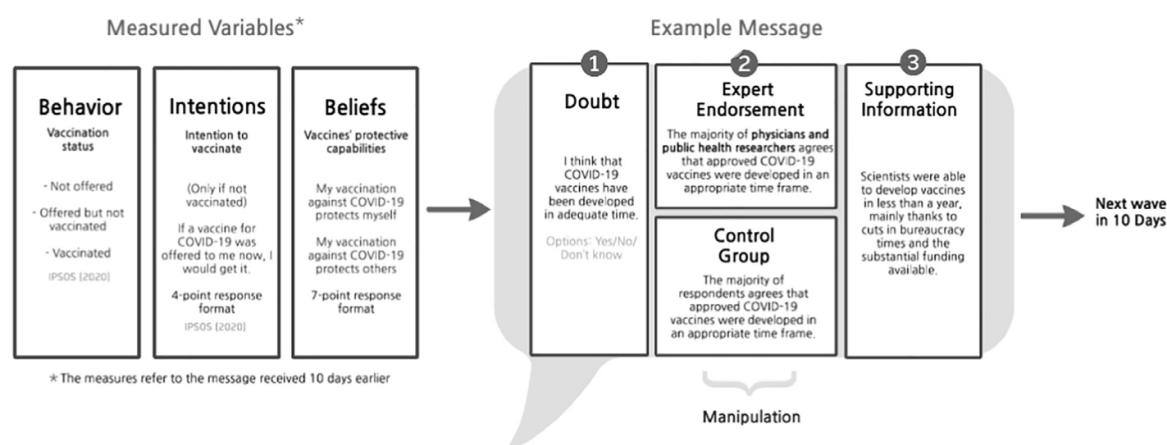 Measured Variables*
Behavior
Vaccination
status
- Not offered
- Offered but not
vaccinated
- Vaccinated
IPSOS (2020)
Intentions
Intention to
vaccinate
(Only if not
vaccinated)
If a vaccine for
COVID-19 was
offered to me now, I
would get it.
4-point response
format
IPSOS (2020)
Beliefs
Vaccines' protective
capabilities
My vaccination
against COVID-19
protects myself
My vaccination
against COVID-19
protects others
7-point response
format
* The measures refer to the message received 10 days earlier
Example Message
1
Doubt
I think that
COVID-19
vaccines have
been developed
in adequate time.
Options: Yes/No/
Don't know
2
Expert
Endorsement
The majority of physicians and
public health researchers agrees
that approved COVID-19
vaccines were developed in an
appropriate time frame.
Control
Group
The majority of
respondents agrees that
approved COVID-19
vaccines were developed in
an appropriate time frame.
3
Supporting
Information
Scientists were able
to develop vaccines
in less than a year,
mainly thanks to
cuts in bureaucracy
times and the
substantial funding
available.
Manipulation
Next wave
in 10 Days